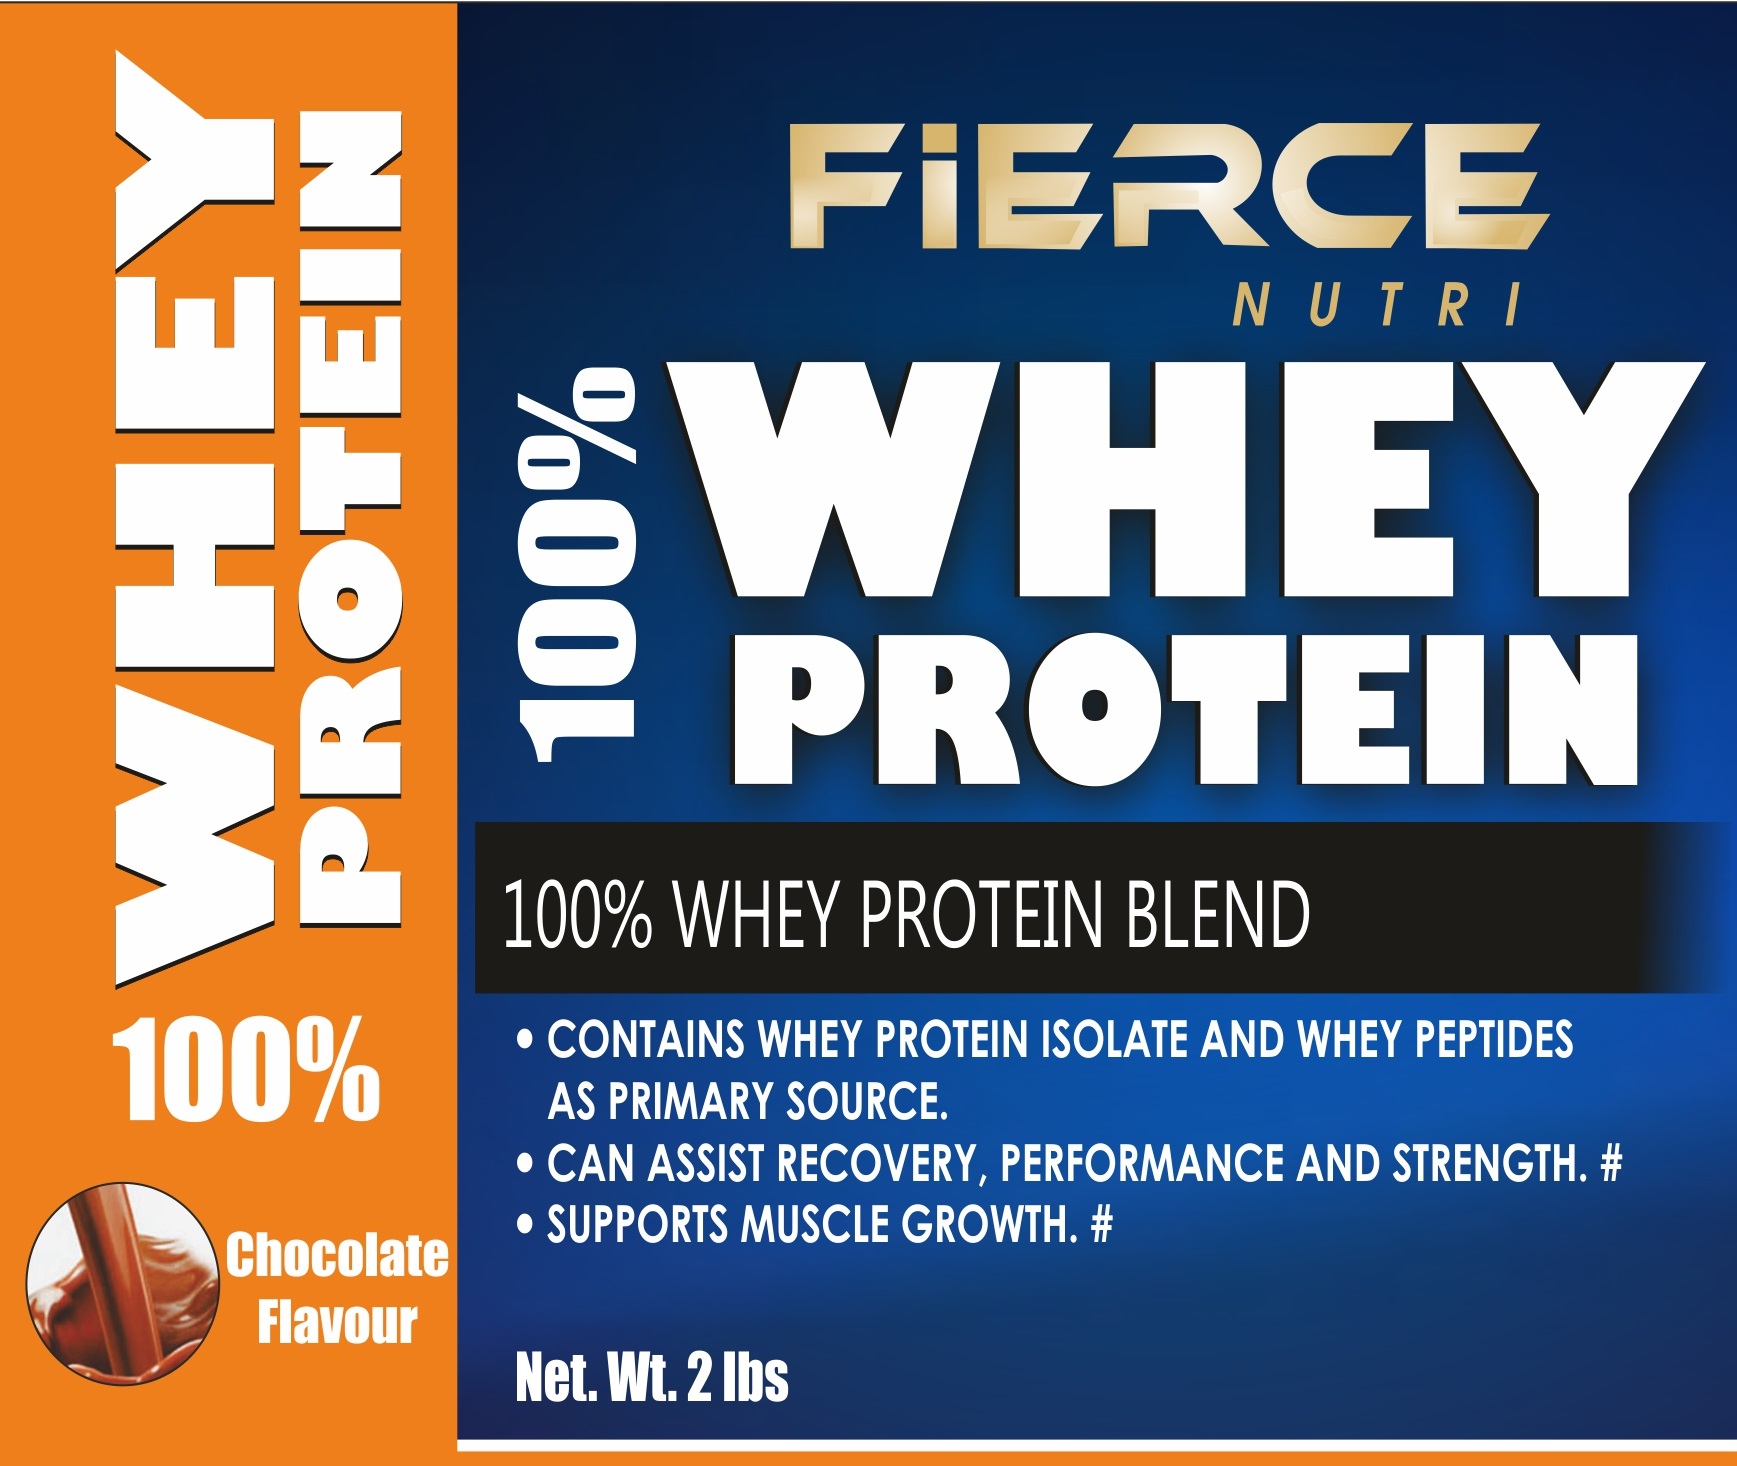 WHEY
PROTEIN
100%
Chocolate
Flavour
FiERCE
NUTRI
100%
WHEY
PROTEIN
100% WHEY PROTEIN BLEND
• CONTAINS WHEY PROTEIN ISOLATE AND WHEY PEPTIDES
AS PRIMARY SOURCE.
• CAN ASSIST RECOVERY, PERFORMANCE AND STRENGTH. #
• SUPPORTS MUSCLE GROWTH. #
Net. Wt. 2 lbs